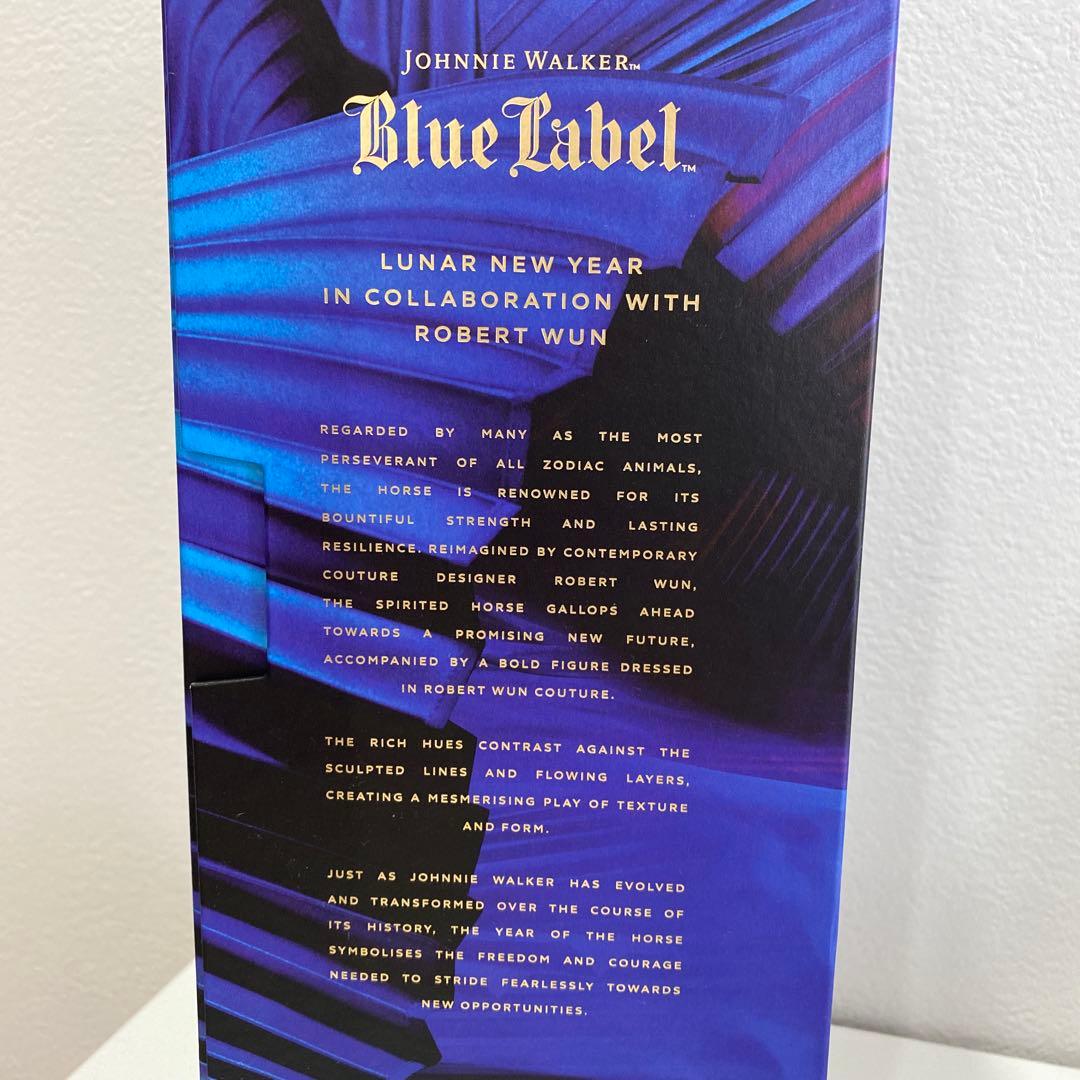 JOHNNIE WALKER™
Blue Label™
LUNAR NEW YEAR
IN COLLABORATION WITH
ROBERT WUN
REGARDED BY MANY AS THE MOST
PERSEVERANT OF ALL ZODIAC ANIMALS,
THE HORSE IS RENOWNED FOR ITS
BOUNTIFUL STRENGTH AND LASTING
RESILIENCE. REIMAGINED BY CONTEMPORARY
COUTURE DESIGNER ROBERT WUN,
THE SPIRITED HORSE GALLOPS AHEAD
TOWARDS A PROMISING NEW FUTURE,
ACCOMPANIED BY A BOLD FIGURE DRESSED
IN ROBERT WUN COUTURE.
THE RICH HUES CONTRAST AGAINST THE
SCULPTED LINES AND FLOWING LAYERS,
CREATING A MESMERISING PLAY OF TEXTURE
AND FORM.
JUST AS JOHNNIE WALKER HAS EVOLVED
AND TRANSFORMED OVER THE COURSE OF
ITS HISTORY, THE YEAR OF THE HORSE
SYMBOLISES THE FREEDOM AND COURAGE
NEEDED TO STRIDE FEARLESSLY TOWARDS
NEW OPPORTUNITIES.